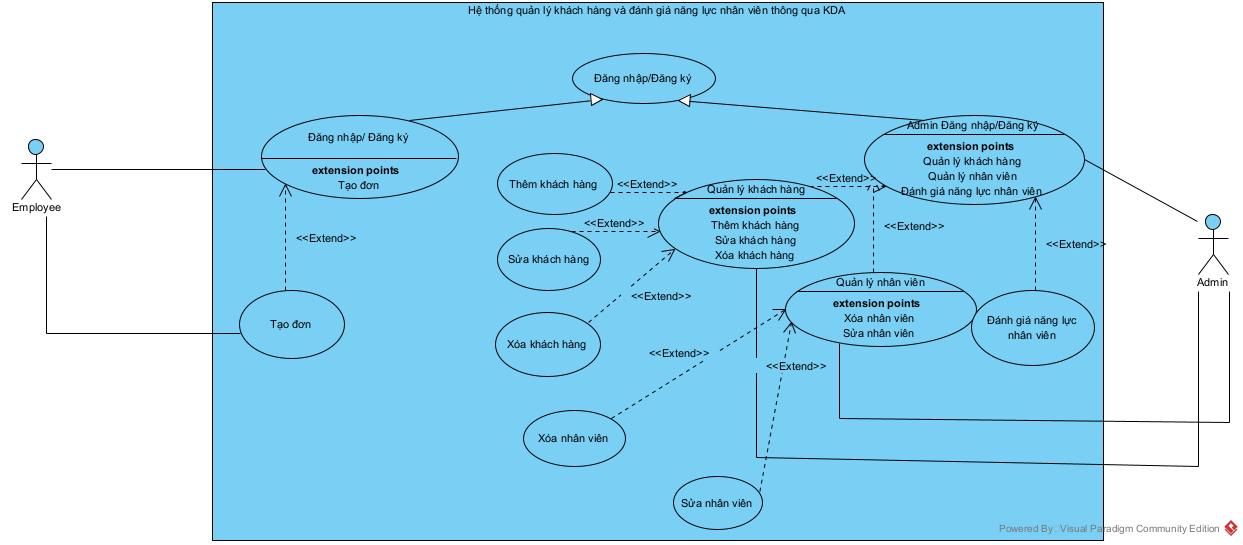 Hệ thống quản lý khách hàng và đánh giá năng lực nhân viên thông qua KDA
Đăng nhập/Đăng ký
Đăng nhập/ Đăng ký
extension points
Tạo đơn
Admin Đăng nhập/Đăng ký
extension points
Quản lý khách hàng
Quản lý nhân viên
Đánh giá năng lực nhân viên
Employee
Thêm khách hàng
<<Extend>>
<<Extend>>
Quản lý khách hàng
extension points
Thêm khách hàng
Sửa khách hàng
Xóa khách hàng
<<Extend>>
Sửa khách hàng
<<Extend>>
<<Extend>>
<<Extend>>
Admin
<<Extend>>
Quản lý nhân viên
extension points
Xóa nhân viên
Sửa nhân viên
Đánh giá năng lực
nhân viên
Tạo đơn
Xóa khách hàng
<<Extend>>
<<Extend>>
Xóa nhân viên
Sửa nhân viên
Powered By Visual Paradigm Community Edition